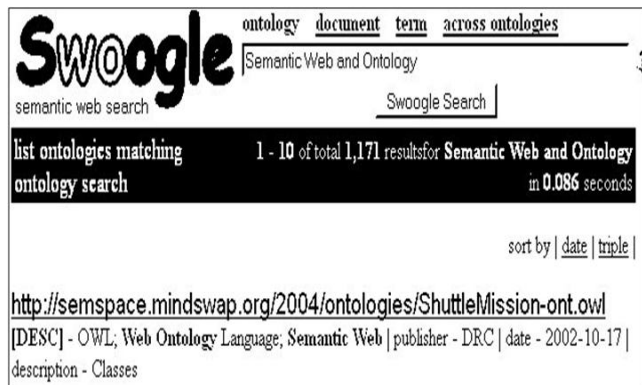 Swoogle
semantic web search
ontology document term across ontologies
Semantic Web and Ontology
Swoogle Search
list ontologies matching
ontology search
1 - 10 of total 1,171 resultsfor Semantic Web and Ontology
in 0.086 seconds
sort by | date | triple |
http://semspace.mindswap.org/2004/ontologies/ShuttleMission-ont.owl
[DESC] - OWL; Web Ontology Language; Semantic Web | publisher - DRC | date - 2002-10-17 |
description - Classes